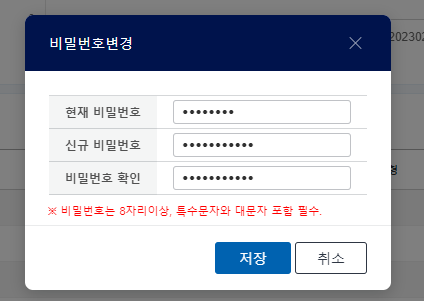 202302
비밀번호변경
현재 비밀번호 ••••••••
신규 비밀번호 •••••••••••
비밀번호 확인 •••••••••••
※ 비밀번호는 8자리이상, 특수문자와 대문자 포함 필수.
저장 취소